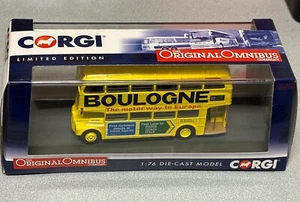 CORGI
LIMITED EDITION
ORIGINAL OMNIBUS
BOULOGNE
The motorway to Europe.
ORIGINAL OMNIBUS
1:76 DIE-CAST MODEL
CORGI